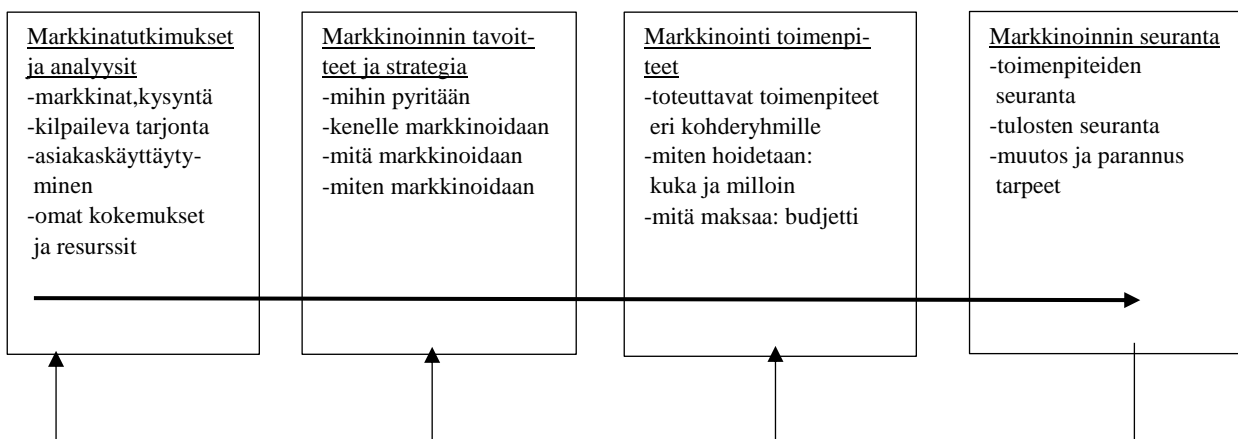 Markkinatutkimukset
ja analyysit
-markkinat,kysyntä
-kilpaileva tarjonta
-asiakaskäyttäyty-
minen
-omat kokemukset
ja resurssit
Markkinoinnin tavoit-
teet ja strategia
-mihin pyritään
-kenelle markkinoidaan
-mitä markkinoidaan
-miten markkinoidaan
Markkinointi toimenpi-
teet
-toteuttavat toimenpiteet
eri kohderyhmille
-miten hoidetaan:
kuka ja milloin
-mitä maksaa: budjetti
Markkinoinnin seuranta
-toimenpiteiden
seuranta
-tulosten seuranta
-muutos ja parannus
tarpeet